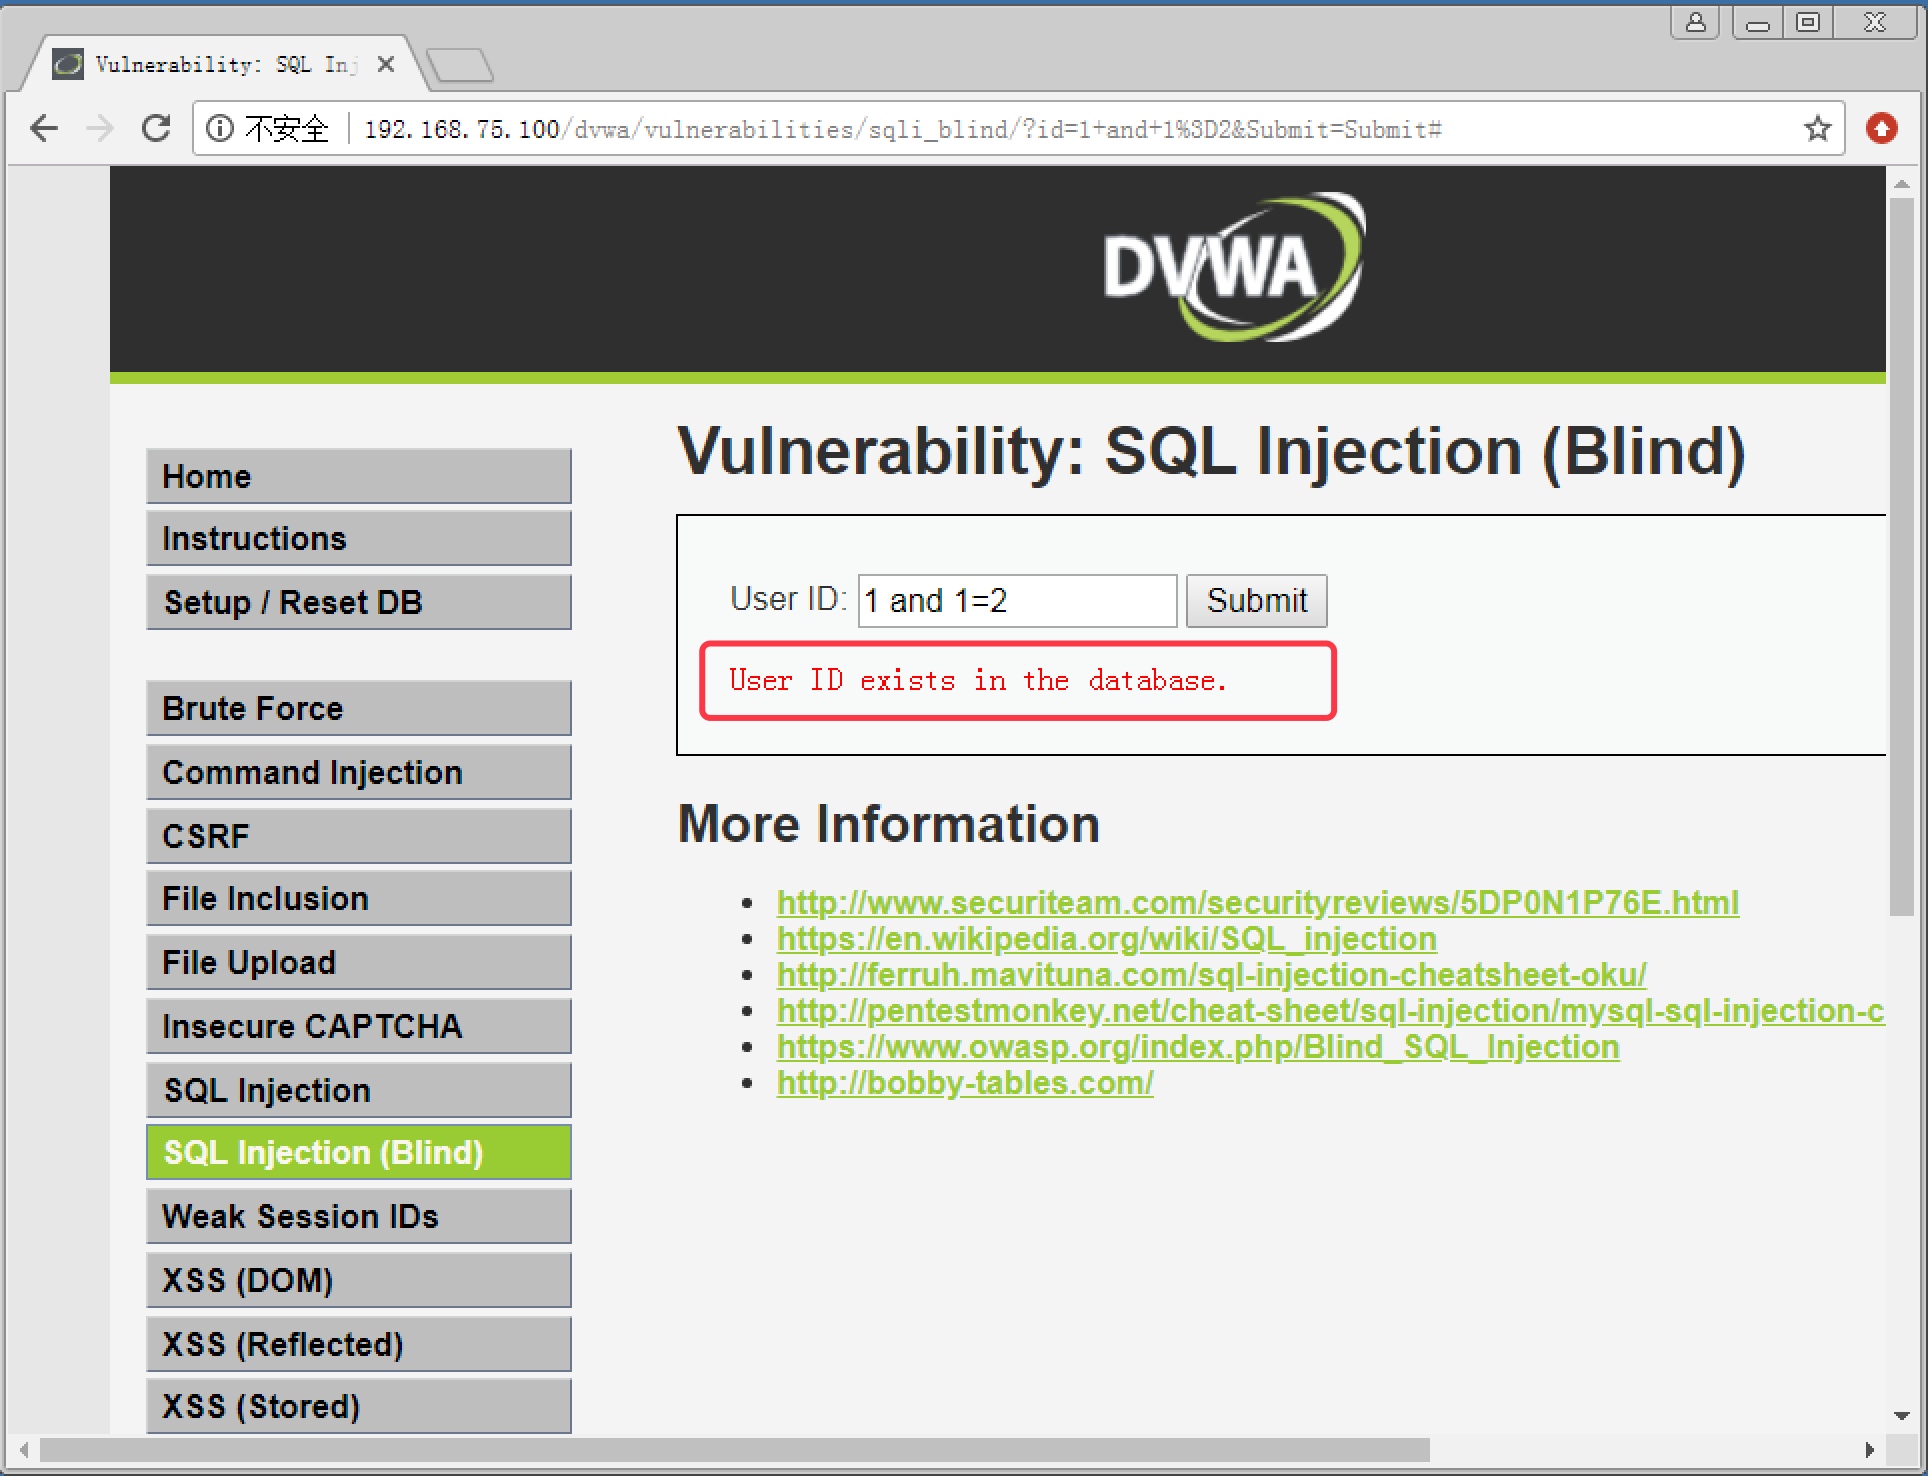 Vulnerability: SQL Inj
不安全
192.168.75.100/dvwa/vulnerabilities/sqli_blind/?id=1+and+1%3D2&Submit=Submit#
DVWA
Home
Instructions
Setup / Reset DB
Brute Force
Command Injection
CSRF
File Inclusion
File Upload
Insecure CAPTCHA
SQL Injection
SQL Injection (Blind)
Weak Session IDs
XSS (DOM)
XSS (Reflected)
XSS (Stored)
Vulnerability: SQL Injection (Blind)
User ID: 1 and 1=2 Submit
User ID exists in the database.
More Information
http://www.securiteam.com/securityreviews/5DP0N1P76E.html
https://en.wikipedia.org/wiki/SQL_injection
http://ferruh.mavituna.com/sql-injection-cheatsheet-oku/
http://pentestmonkey.net/cheat-sheet/sql-injection/mysql-sql-injection-c
https://www.owasp.org/index.php/Blind_SQL_Injection
http://bobby-tables.com/